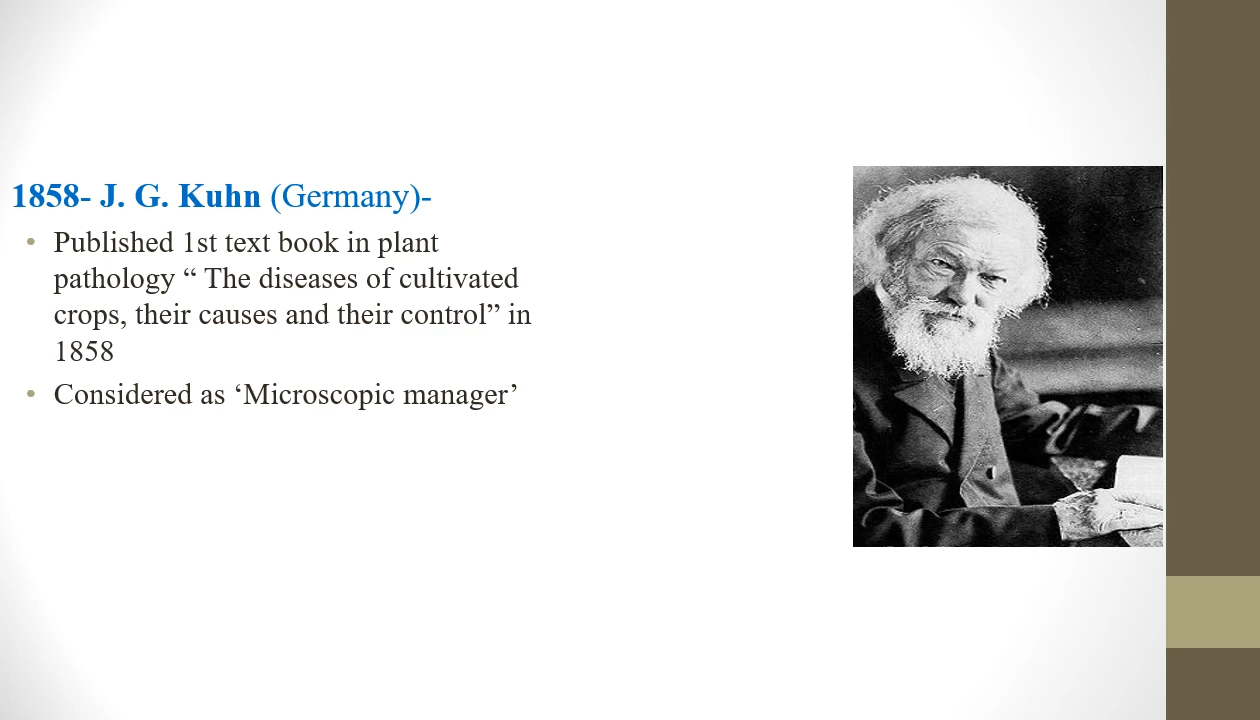 1858- J. G. Kuhn (Germany)-
• Published 1st text book in plant
pathology “ The diseases of cultivated
crops, their causes and their control” in
1858
• Considered as ‘Microscopic manager’